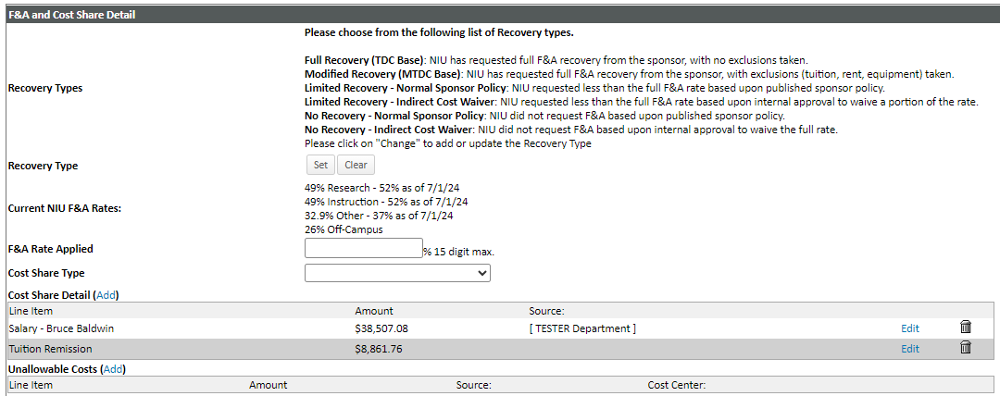 F&A and Cost Share Detail
Please choose from the following list of Recovery types.
Full Recovery (TDC Base): NIU has requested full F&A recovery from the sponsor, with no exclusions taken.
Modified Recovery (MTDC Base): NIU has requested full F&A recovery from the sponsor, with exclusions (tuition, rent, equipment) taken.
Recovery Types
Limited Recovery - Normal Sponsor Policy: NIU requested less than the full F&A rate based upon published sponsor policy.
Limited Recovery - Indirect Cost Waiver: NIU requested less than the full F&A rate based upon internal approval to waive a portion of the rate.
No Recovery - Normal Sponsor Policy: NIU did not request F&A based upon published sponsor policy.
No Recovery - Indirect Cost Waiver: NIU did not request F&A based upon internal approval to waive the full rate.
Please click on "Change" to add or update the Recovery Type
Recovery Type Set Clear
49% Research - 52% as of 7/1/24
49% Instruction - 52% as of 7/1/24
Current NIU F&A Rates:
32.9% Other - 37% as of 7/1/24
26% Off-Campus
F&A Rate Applied % 15 digit max.
Cost Share Type
Cost Share Detail (Add)
Line Item Amount Source:
Salary - Bruce Baldwin $38,507.08 [ TESTER Department ] Edit
Tuition Remission $8,861.76 Edit
Unallowable Costs (Add)
Line Item Amount Source: Cost Center: